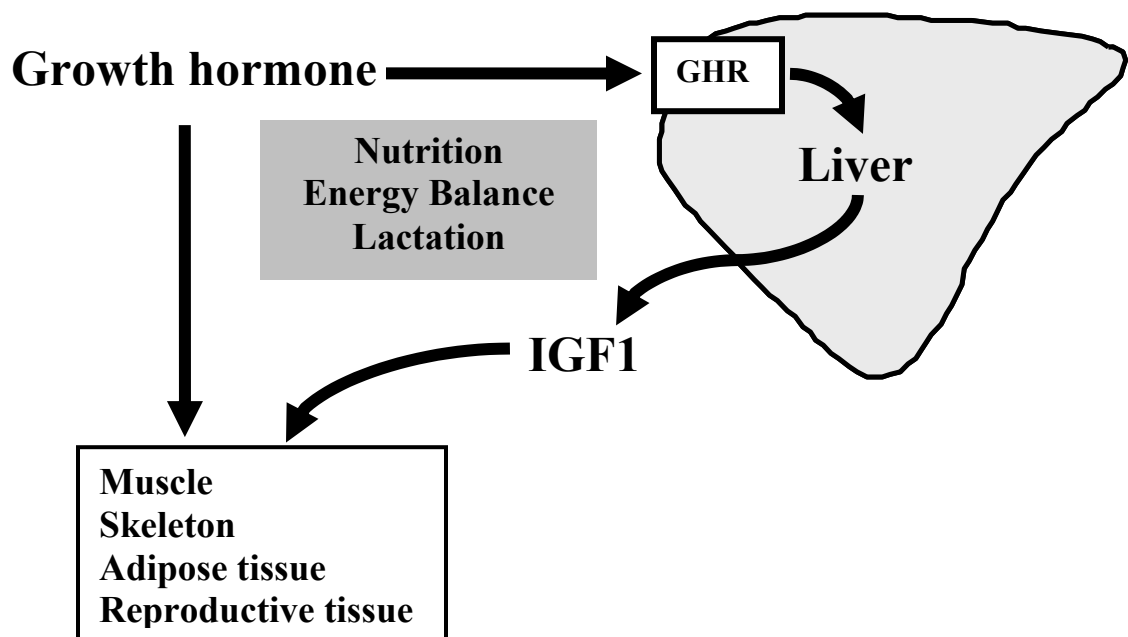 Growth hormone
GHR
Nutrition
Energy Balance
Lactation
Liver
IGF1
Muscle
Skeleton
Adipose tissue
Reproductive tissue